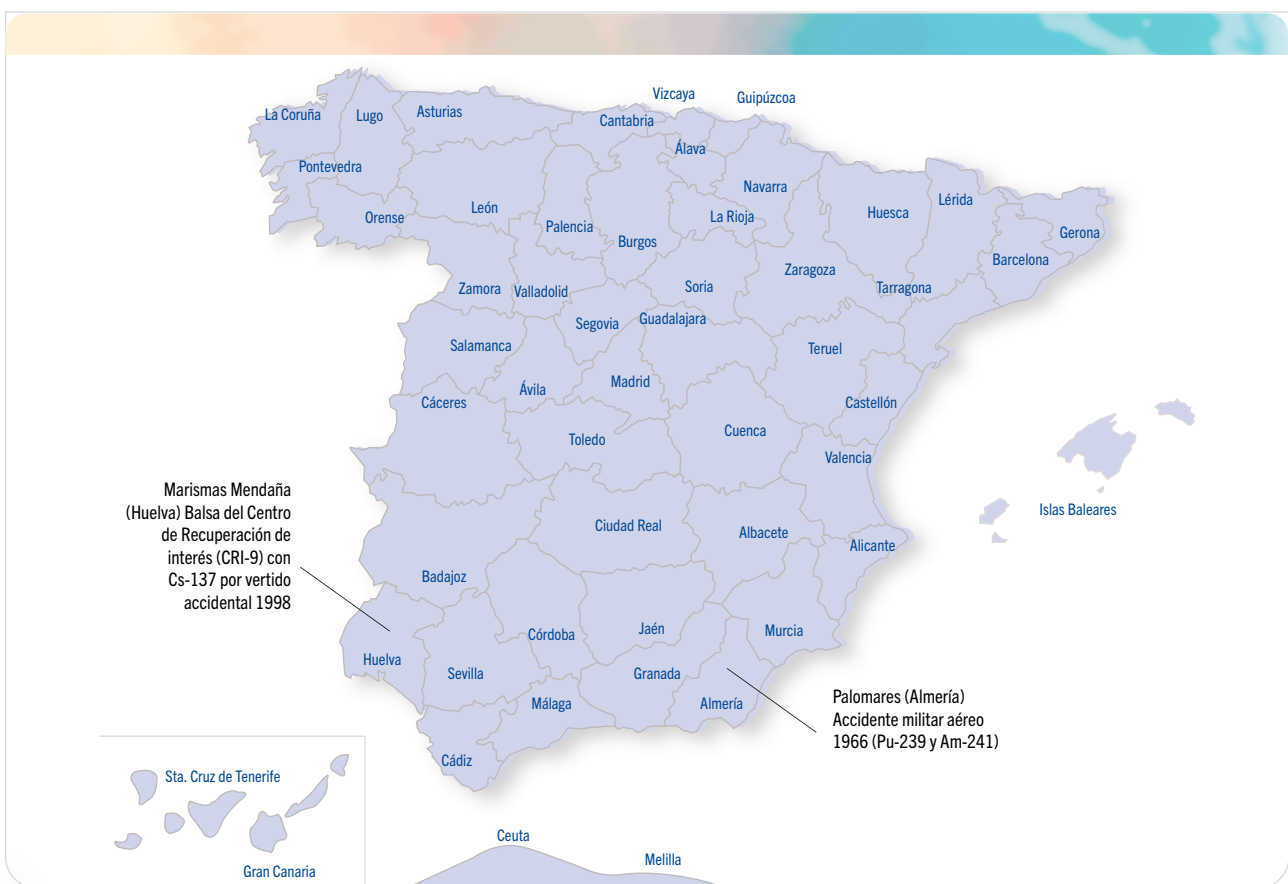 Vizcaya
Guipúzcoa
La Coruña
Lugo
Asturias
Cantabria
Álava
Pontevedra
Navarra
Orense
León
Palencia
Burgos
La Rioja
Huesca
Lérida
Gerona
Barcelona
Zamora
Valladolid
Soria
Zaragoza
Tarragona
Segovia
Guadalajara
Salamanca
Teruel
Ávila
Madrid
Cáceres
Castellón
Toledo
Cuenca
Valencia
Islas Baleares
Marismas Mendaña
(Huelva) Balsa del Centro
de Recuperación de
interés (CRI-9) con
Cs-137 por vertido
accidental 1998
Ciudad Real
Albacete
Alicante
Badajoz
Córdoba
Jaén
Murcia
Huelva
Sevilla
Granada
Málaga
Almería
Palomares (Almería)
Accidente militar aéreo
1966 (Pu-239 y Am-241)
Cádiz
Sta. Cruz de Tenerife
Gran Canaria
Ceuta
Melilla